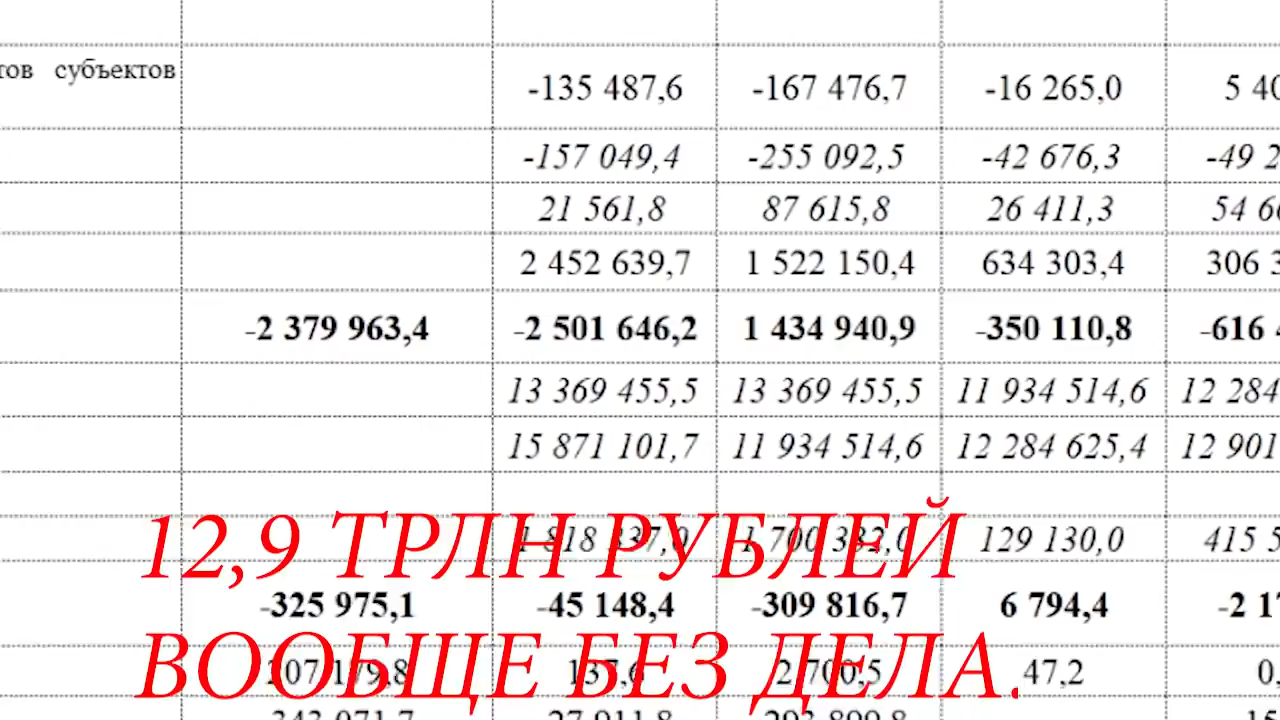 субъектов
-135 487,6 -167 476,7 -16 265,0
-157 049,4 -255 092,5 -42 676,3
21 561,8 87 615,8 26 411,3
2 452 639,7 1 522 150,4 634 303,4
-2 379 963,4 -2 501 646,2 1 434 940,9 -350 110,8
13 369 455,5 13 369 455,5 11 934 514,6
15 871 101,7 11 934 514,6 12 284 625,4
129 130,0
12,9 ТРЛН РУБЛЕЙ
-325 975,1 -45 148,4 -309 816,7 6 794,4
ВООБЩЕ БЕЗ ДЕЛА.
47,2